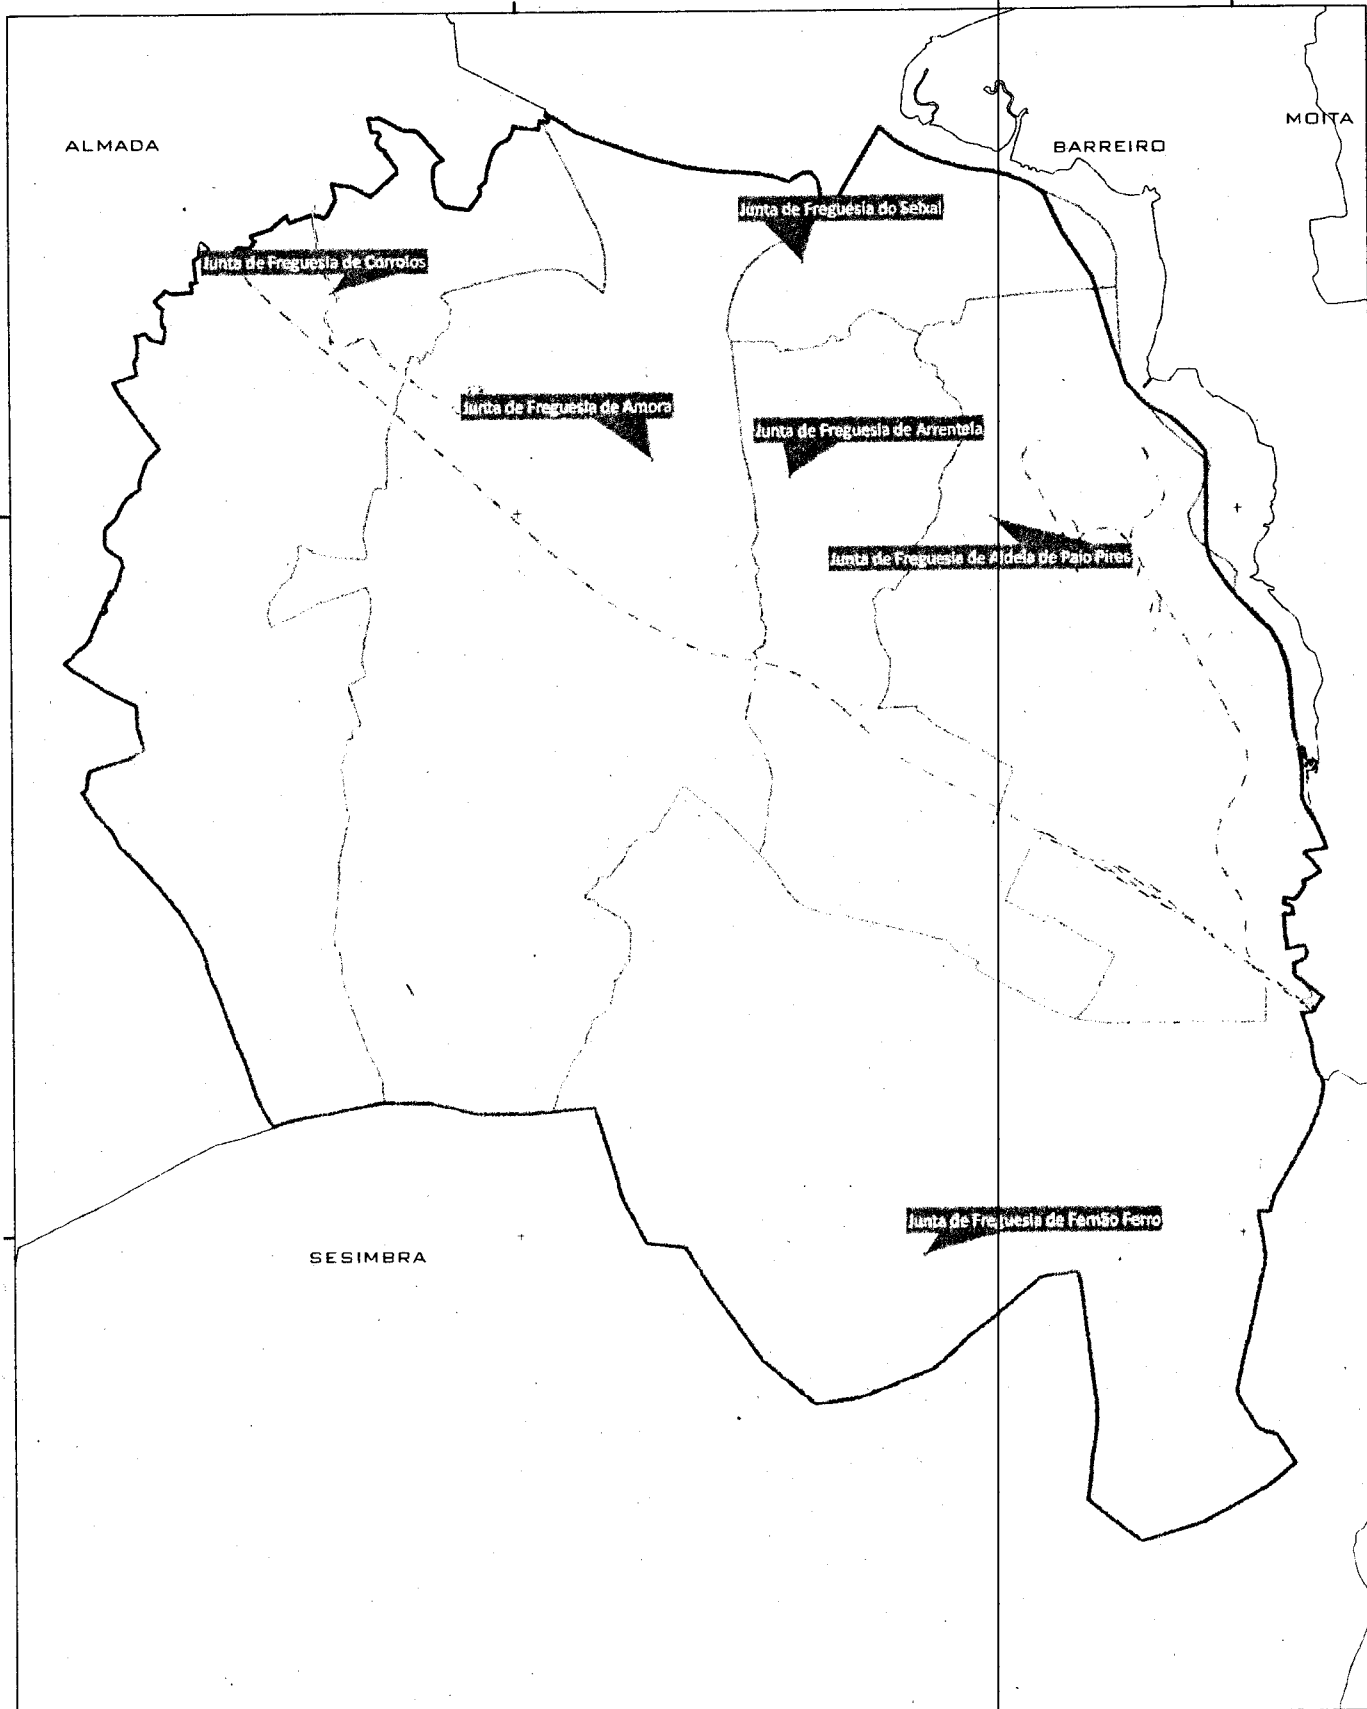 MOITA
ALMADA
BARREIRO
Junta de Freguesia do Seixal
Junta de Freguesia de Corroios
Junta de Freguesia de Amora
Junta de Freguesia de Arrentela
Junta de Freguesia de Aldeia de Paio Pires
Junta de Freguesia de Fernão Ferro
SESIMBRA